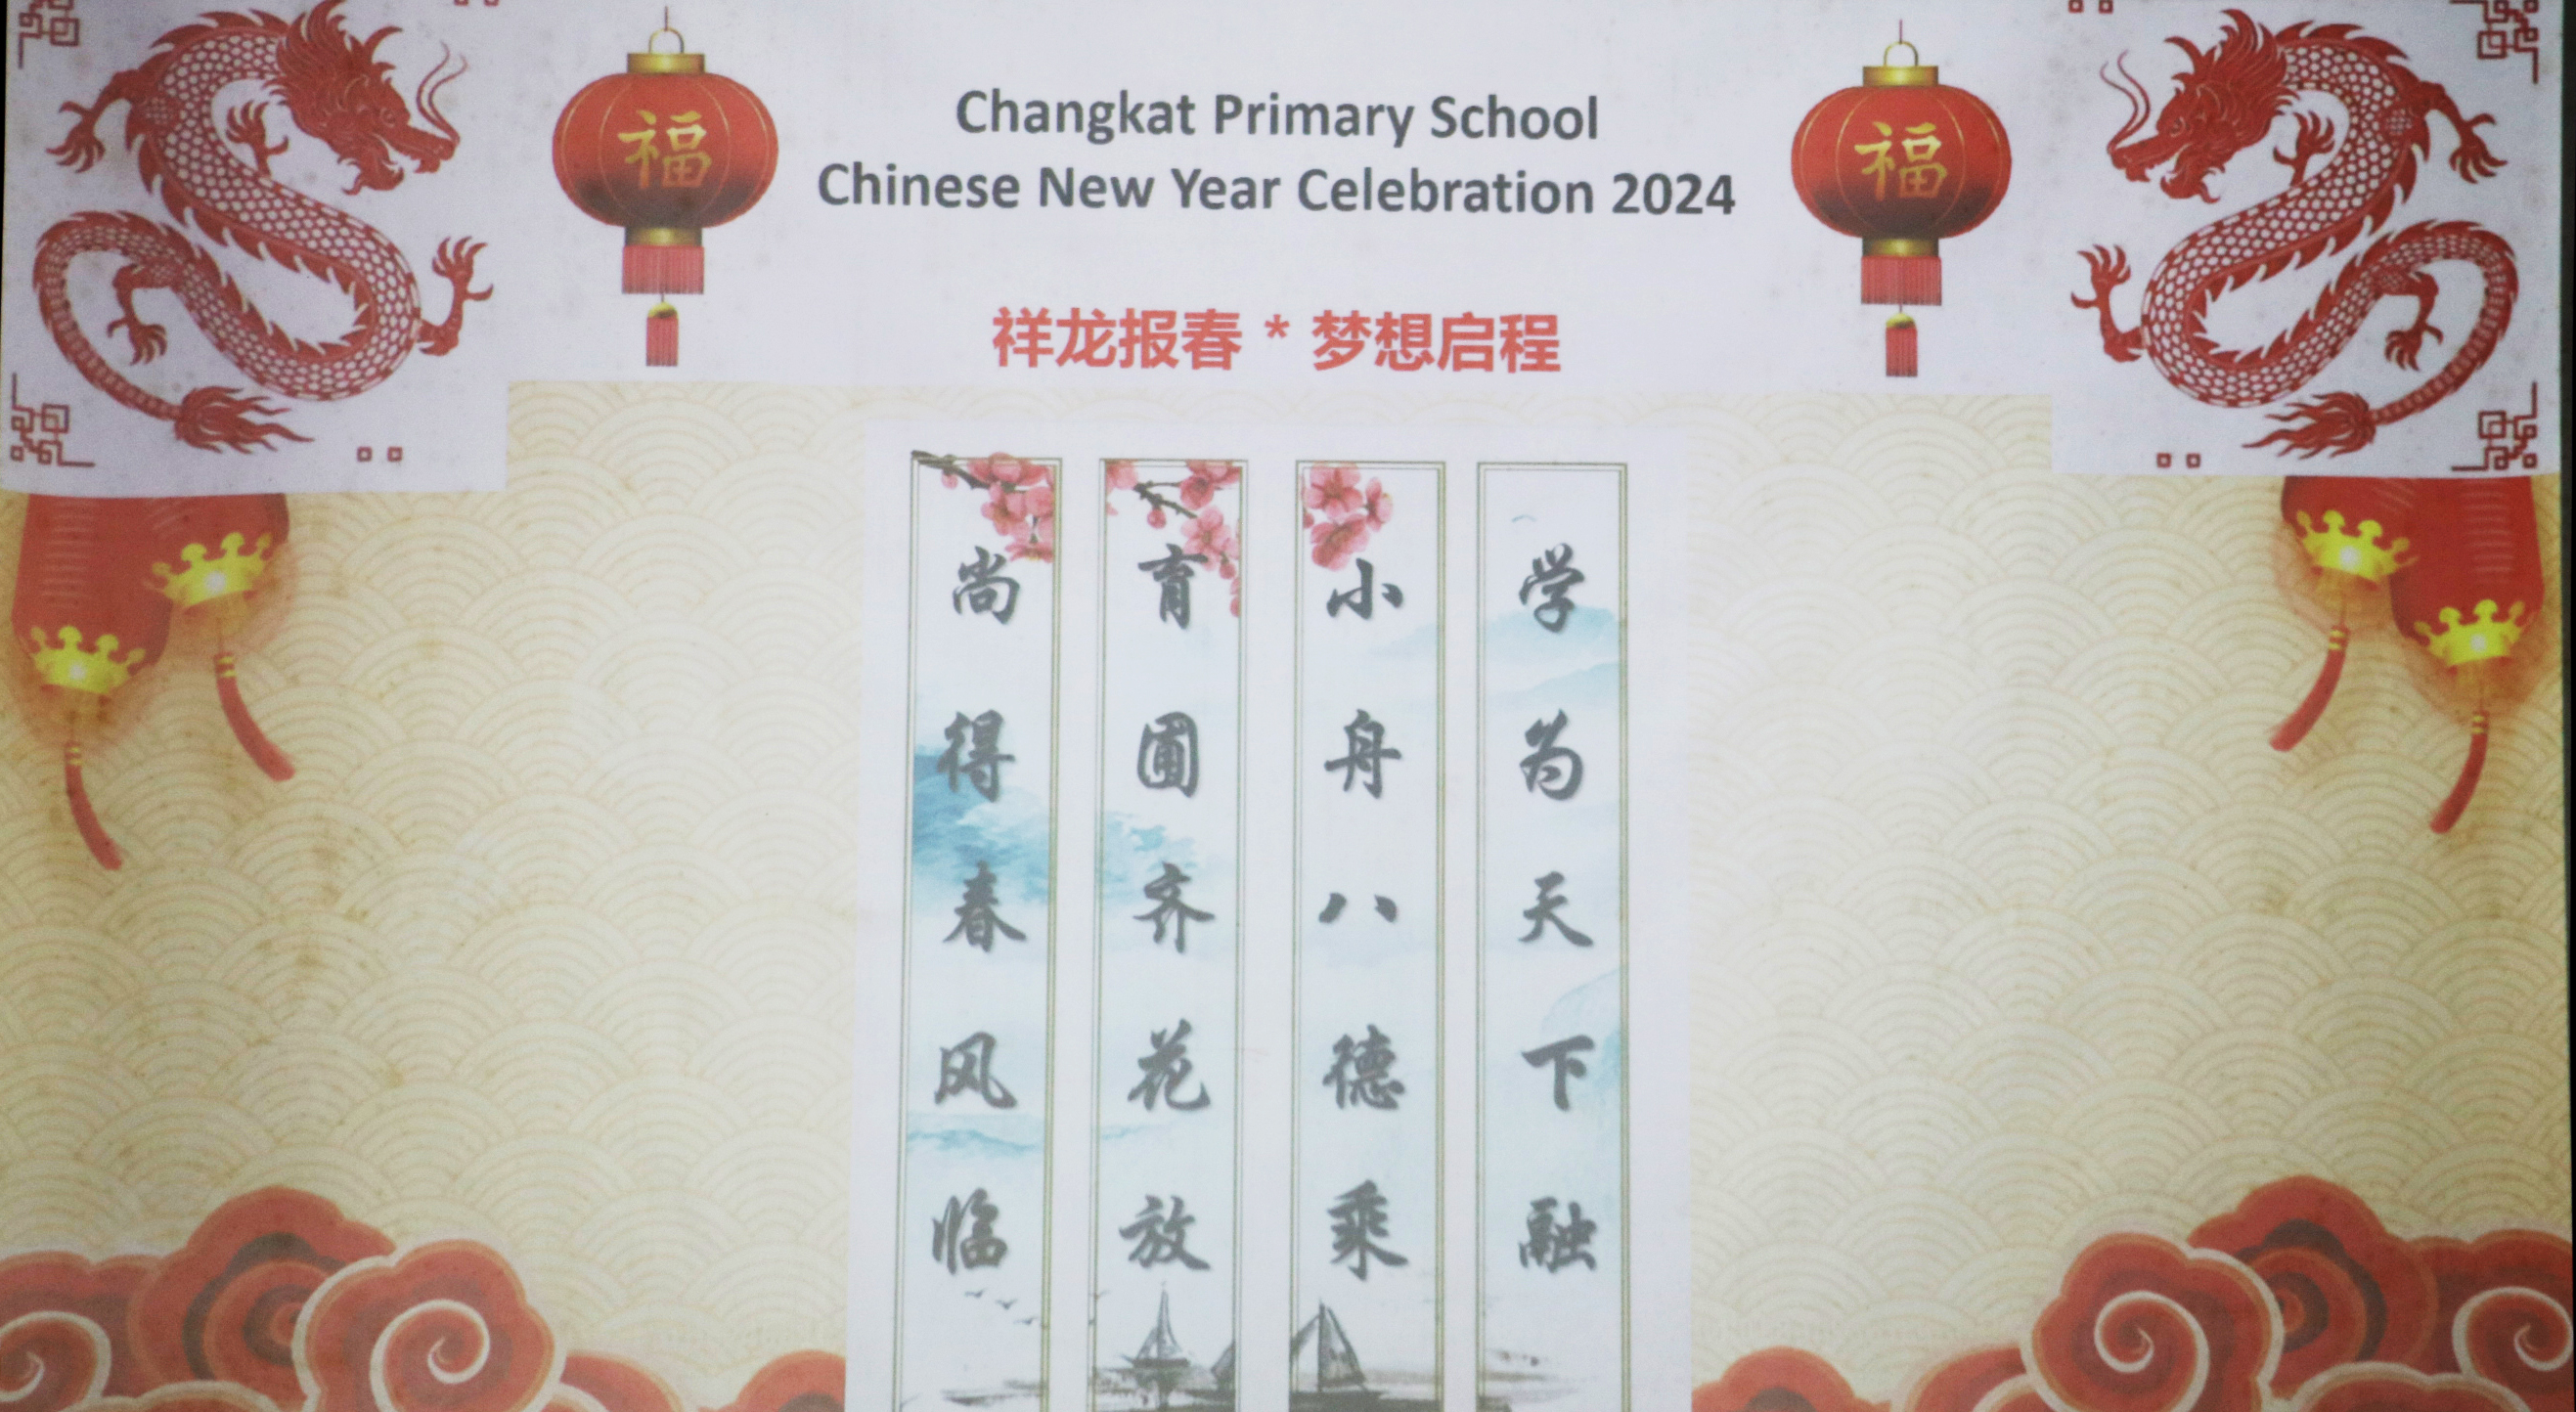 福
Changkat Primary School
Chinese New Year Celebration 2024
福
祥龙报春 * 梦想启程
尚得春风临
育圃齐花放
小舟八德乘
学为天下融